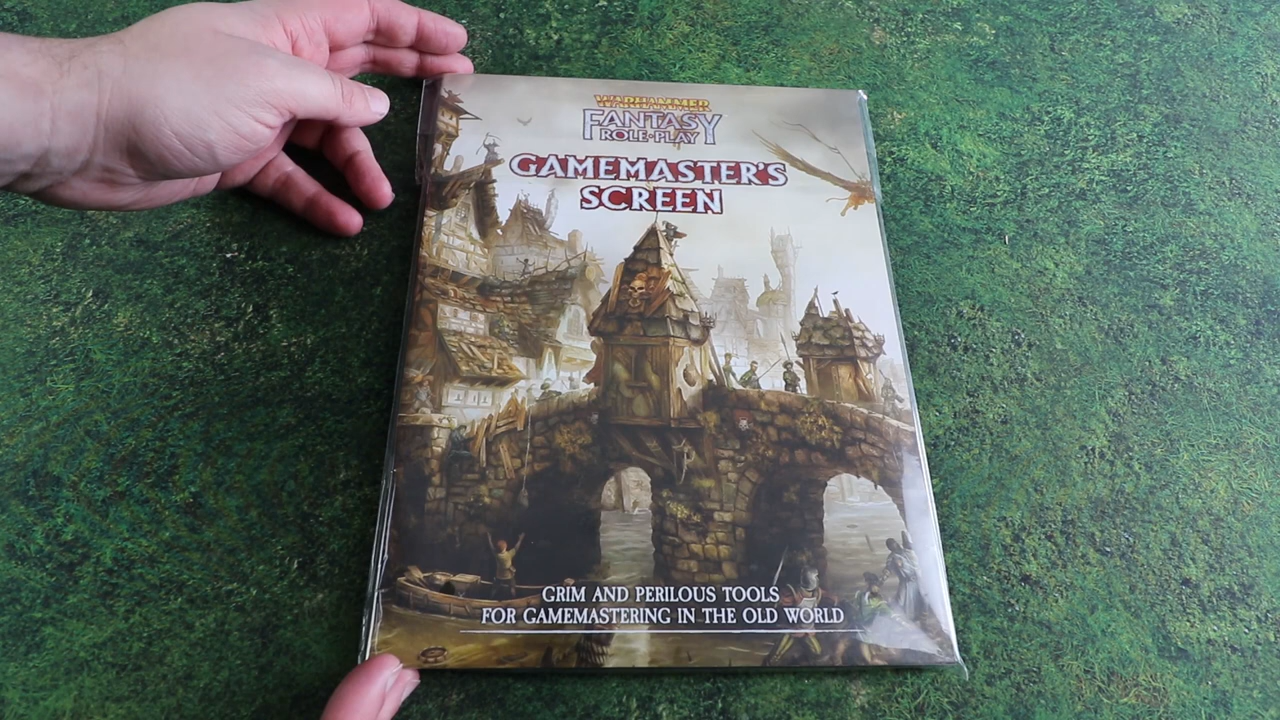 WARHAMMER
FANTASY
ROLE•PLAY
GAMEMASTER'S
SCREEN
GRIM AND PERILOUS TOOLS
FOR GAMEMASTERING IN THE OLD WORLD